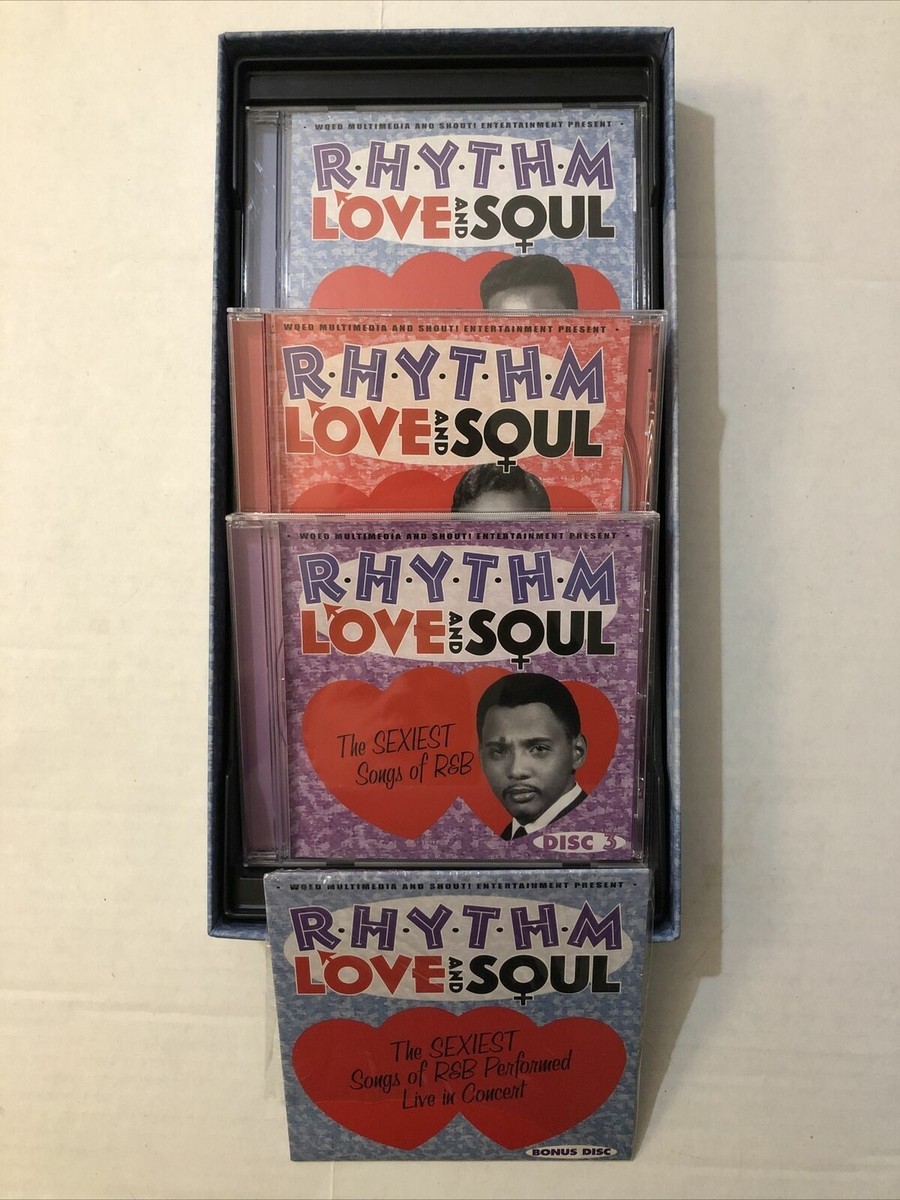 · WQED MULTIMEDIA AND SHOUT! ENTERTAINMENT PRESENT ·
R·H·Y·T·H·M
LOVE AND SOUL
WQED MULTIMEDIA AND SHOUT! ENTERTAINMENT PRESENT ·
R·H·Y·T·H·M
LOVE AND SOUL
· WQED MULTIMEDIA AND SHOUT! ENTERTAINMENT PRESENT ·
R·H·Y·T·H·M
LOVE AND SOUL
The SEXIEST
Songs of R&B
DISC 3
· WQED MULTIMEDIA AND SHOUT! ENTERTAINMENT PRESENT ·
R·H·Y·T·H·M
LOVE AND SOUL
The SEXIEST
Songs of R&B Performed
Live in Concert
BONUS DISC